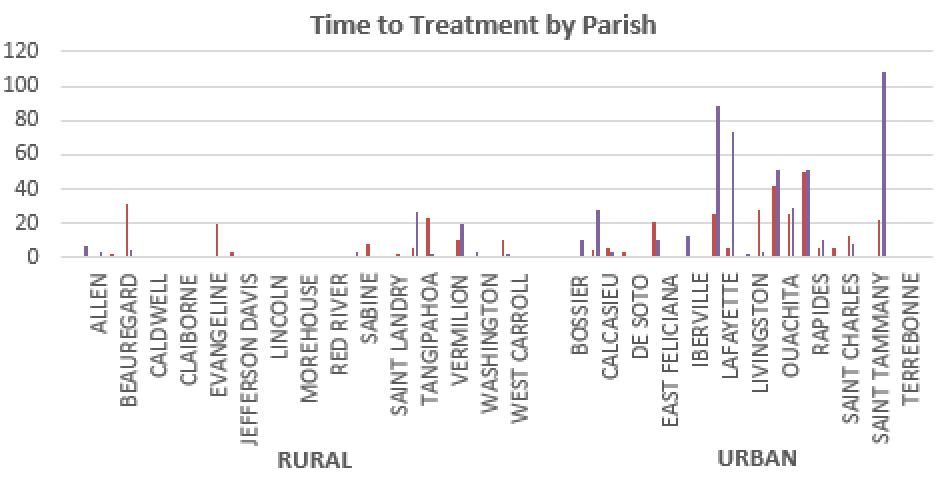 Time to Treatment by Parish
120
100
80
60
40
20
0
ALLEN
BEAUREGARD
CALDWELL
CLAIBORNE
EVANGELINE
JEFFERSON DAVIS
LINCOLN
MOREHOUSE
RED RIVER
SABINE
SAINT LANDRY
TANGIPAHOA
VERMILION
WASHINGTON
WEST CARROLL
BOSSIER
CALCASIEU
DE SOTO
EAST FELICIANA
IBERVILLE
LAFAYETTE
LIVINGSTON
OUACHITA
RAPIDES
SAINT CHARLES
SAINT TAMMANY
TERREBONNE
RURAL
URBAN